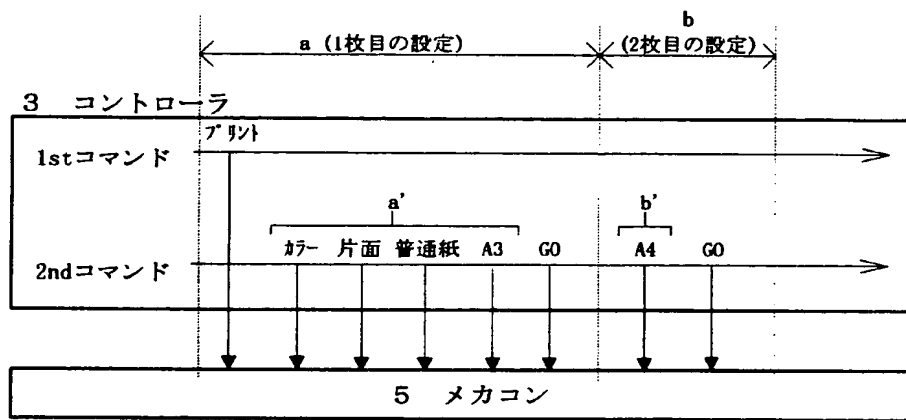 b
a (1枚目の設定)
(2枚目の設定)
3 コントローラ
プリント
1stコマンド
a'
b'
カラー 片面 普通紙 A3 GO A4 GO
2ndコマンド
5 メカコン